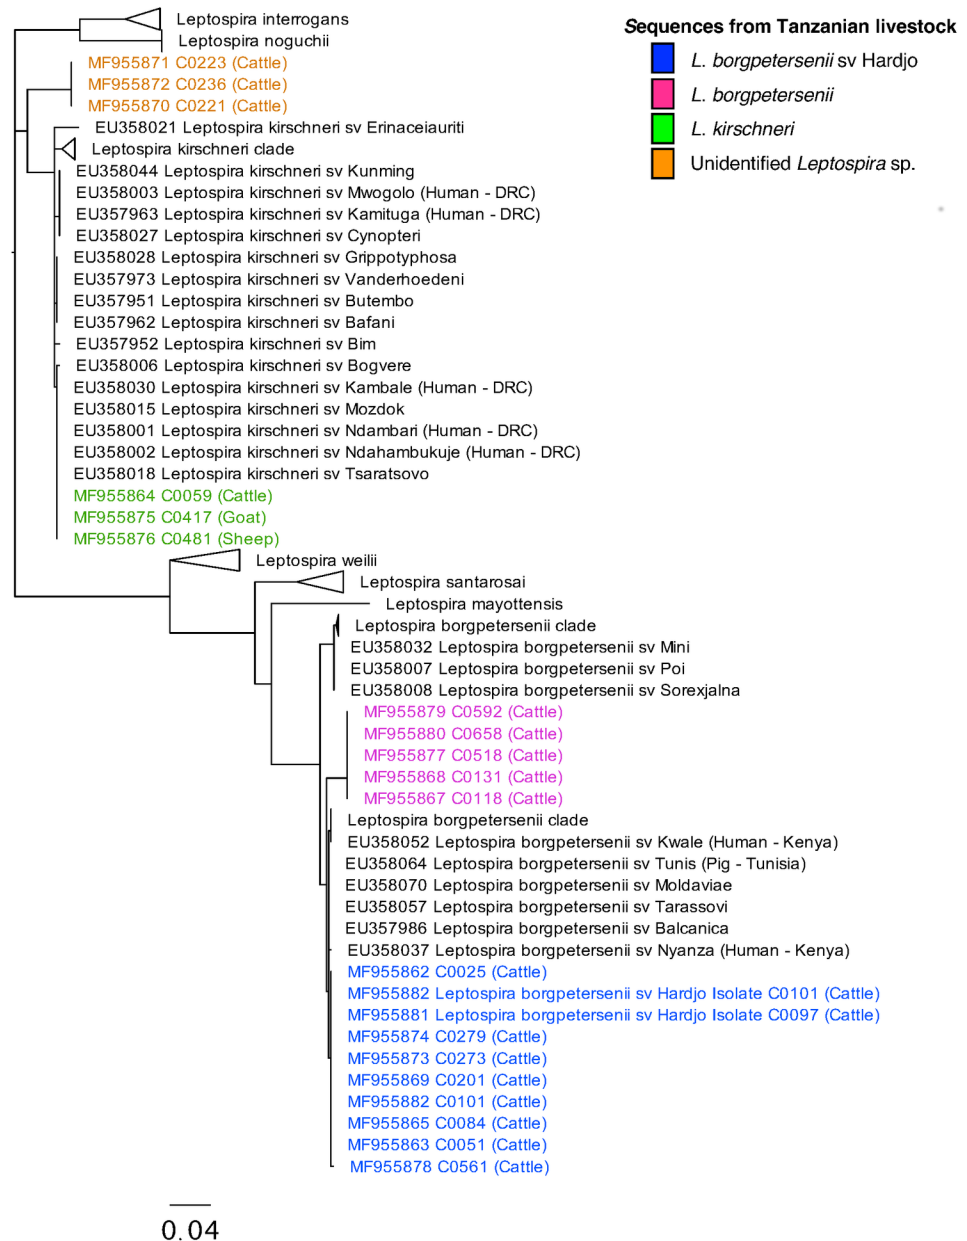 Leptospira interrogans
Leptospira noguchii
MF955871 C0223 (Cattle)
MF955872 C0236 (Cattle)
MF955870 C0221 (Cattle)
EU358021 Leptospira kirschneri sv Erinaceiauriti
Leptospira kirschneri clade
EU358044 Leptospira kirschneri sv Kunming
EU358003 Leptospira kirschneri sv Mwogolo (Human - DRC)
EU357963 Leptospira kirschneri sv Kamituga (Human - DRC)
EU358027 Leptospira kirschneri sv Cynopteri
EU358028 Leptospira kirschneri sv Grippotyphosa
EU357973 Leptospira kirschneri sv Vanderhoedeni
EU357951 Leptospira kirschneri sv Butembo
EU357962 Leptospira kirschneri sv Bafani
EU357952 Leptospira kirschneri sv Bim
EU358006 Leptospira kirschneri sv Bogvere
EU358030 Leptospira kirschneri sv Kambale (Human - DRC)
EU358015 Leptospira kirschneri sv Mozdok
EU358001 Leptospira kirschneri sv Ndambari (Human - DRC)
EU358002 Leptospira kirschneri sv Ndahambukuje (Human - DRC)
EU358018 Leptospira kirschneri sv Tsaratsovo
MF955864 C0059 (Cattle)
MF955875 C0417 (Goat)
MF955876 C0481 (Sheep)
Leptospira weilii
Leptospira santarosai
Leptospira mayottensis
Leptospira borgpetersenii clade
EU358032 Leptospira borgpetersenii sv Mini
EU358007 Leptospira borgpetersenii sv Poi
EU358008 Leptospira borgpetersenii sv Sorexjalna
MF955879 C0592 (Cattle)
MF955880 C0658 (Cattle)
MF955877 C0518 (Cattle)
MF955868 C0131 (Cattle)
MF955867 C0118 (Cattle)
Leptospira borgpetersenii clade
EU358052 Leptospira borgpetersenii sv Kwale (Human - Kenya)
EU358064 Leptospira borgpetersenii sv Tunis (Pig - Tunisia)
EU358070 Leptospira borgpetersenii sv Moldaviae
EU358057 Leptospira borgpetersenii sv Tarassovi
EU357986 Leptospira borgpetersenii sv Balcanica
EU358037 Leptospira borgpetersenii sv Nyanza (Human - Kenya)
MF955862 C0025 (Cattle)
MF955882 Leptospira borgpetersenii sv Hardjo Isolate C0101 (Cattle)
MF955881 Leptospira borgpetersenii sv Hardjo Isolate C0097 (Cattle)
MF955874 C0279 (Cattle)
MF955873 C0273 (Cattle)
MF955869 C0201 (Cattle)
MF955882 C0101 (Cattle)
MF955865 C0084 (Cattle)
MF955863 C0051 (Cattle)
MF955878 C0561 (Cattle)
0.04
Sequences from Tanzanian livestock
L. borgpetersenii sv Hardjo
L. borgpetersenii
L. kirschneri
Unidentified Leptospira sp.